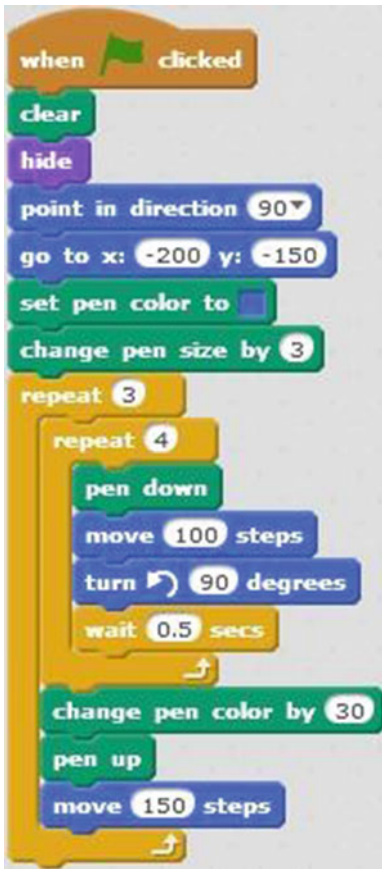 when clicked
clear
hide
point in direction 90
go to x: -200 y: -150
set pen color to
change pen size by 3
repeat 3
repeat 4
pen down
move 100 steps
turn 90 degrees
wait 0.5 secs
change pen color by 30
pen up
move 150 steps